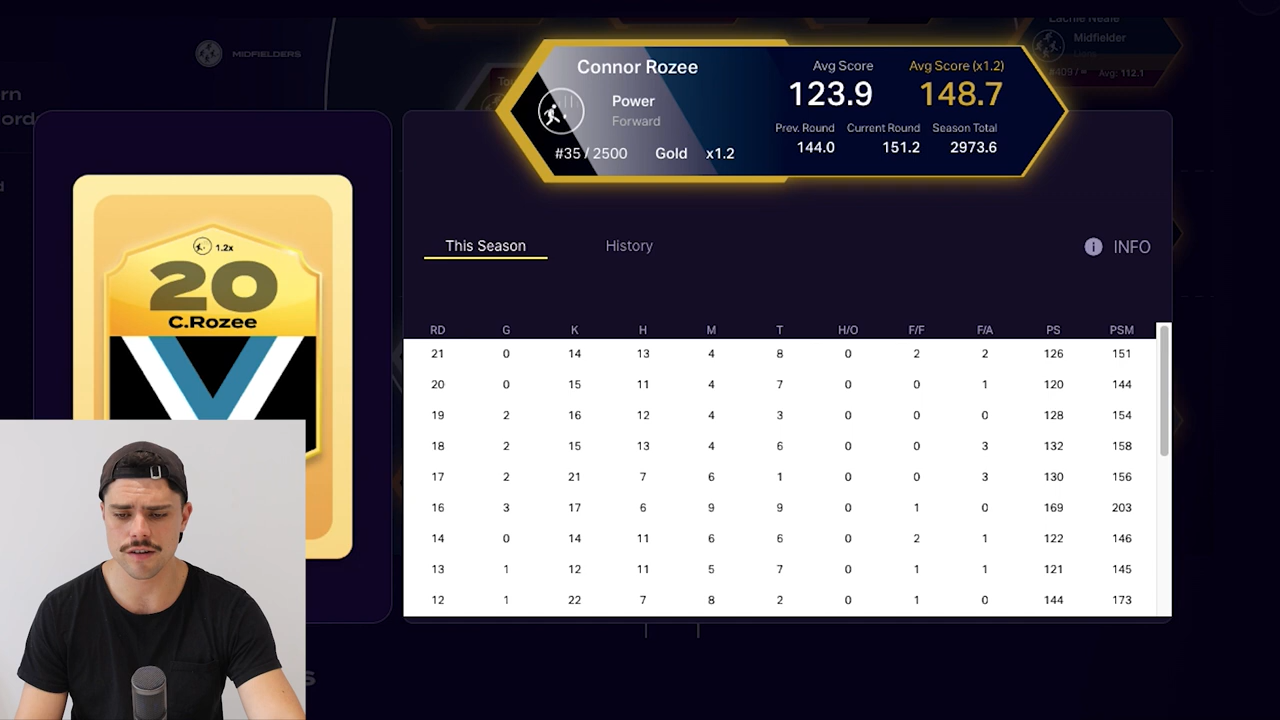 Lachie Neale
MIDFIELDERS
Midfielder
#409 / Avg: 112.1
rn
ord
Connor Rozee
Power
Forward
#35 / 2500 Gold x1.2
Avg Score Avg Score (x1.2)
123.9 148.7
Prev. Round Current Round Season Total
144.0 151.2 2973.6
This Season History INFO
1.2x
20
C.Rozee
RD G K H M T H/O F/F F/A PS PSM
21 0 14 13 4 8 0 2 2 126 151
20 0 15 11 4 7 0 0 1 120 144
19 2 16 12 4 3 0 0 0 128 154
18 2 15 13 4 6 0 0 3 132 158
17 2 21 7 6 1 0 0 3 130 156
16 3 17 6 9 9 0 1 0 169 203
14 0 14 11 6 6 0 2 1 122 146
13 1 12 11 5 7 0 1 1 121 145
12 1 22 7 8 2 0 1 0 144 173